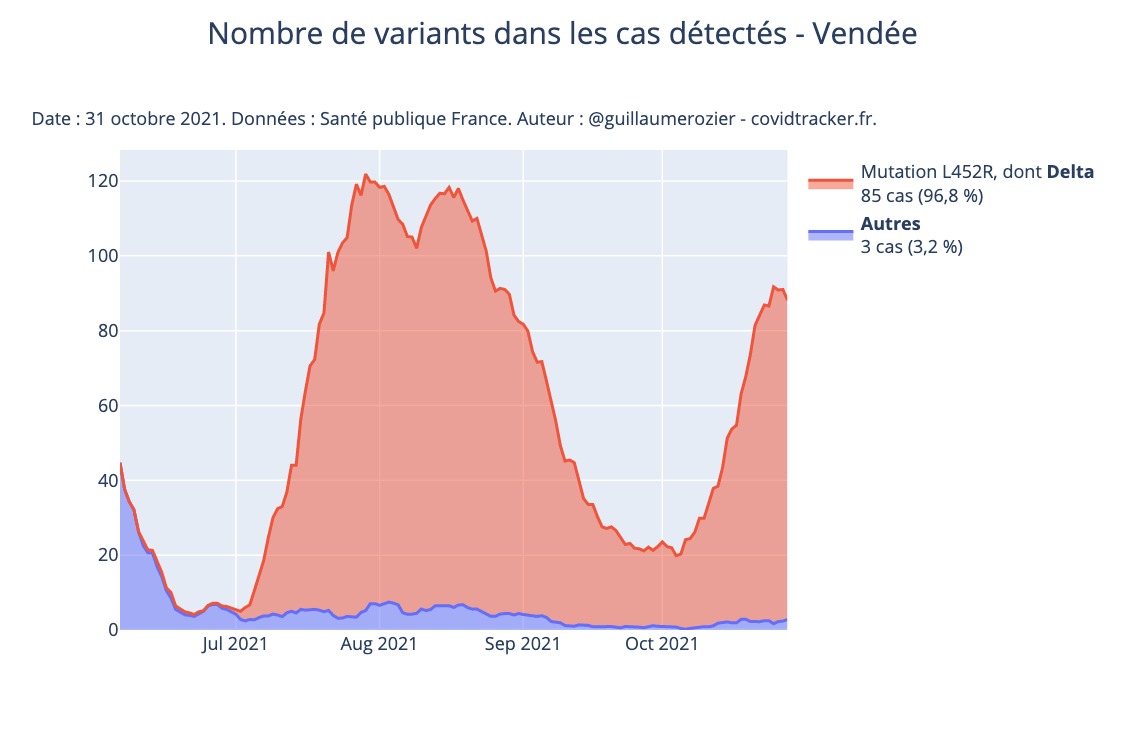 Nombre de variants dans les cas détectés - Vendée
Date : 31 octobre 2021. Données : Santé publique France. Auteur : @guillaumerozier - covidtracker.fr.
Mutation L452R, dont Delta
85 cas (96,8 %)
Autres
3 cas (3,2 %)
120
100
80
60
40
20
0
Jul 2021
Aug 2021
Sep 2021
Oct 2021